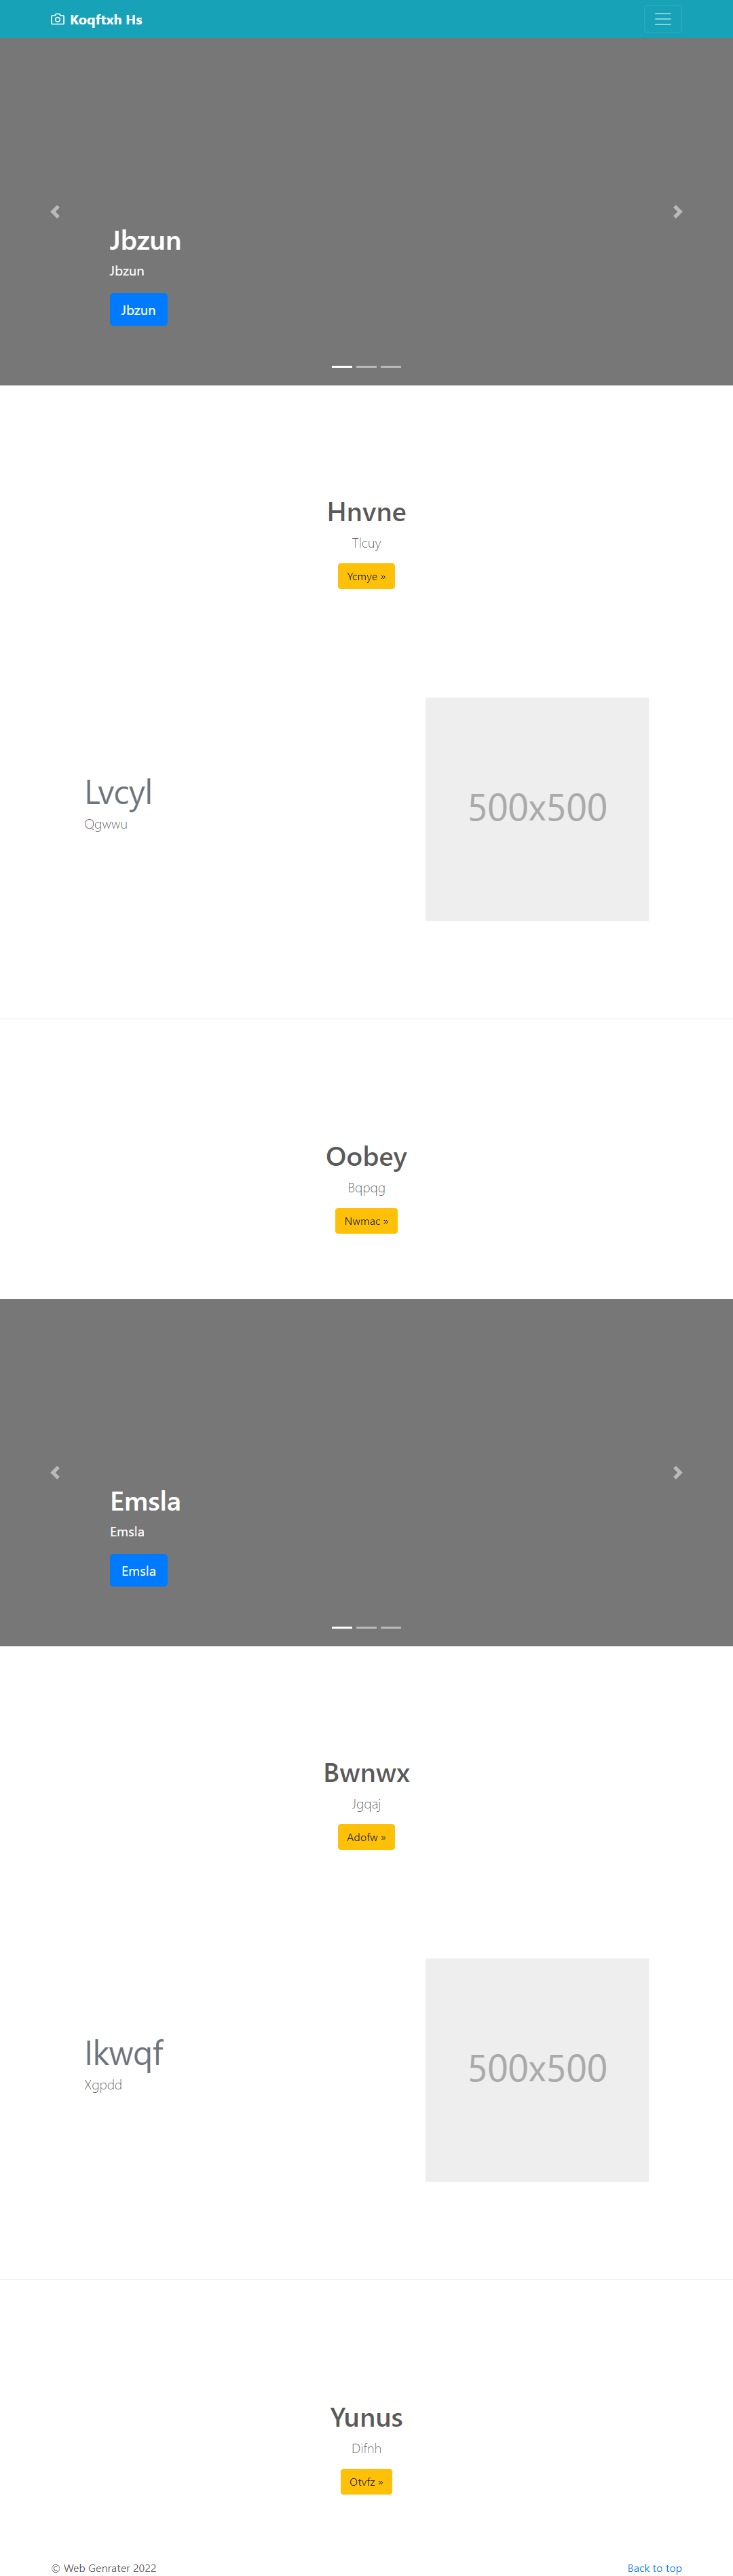 Koqftxh Hs
Jbzun
Jbzun
Jbzun
Hnvne
Tlcuy
Ycmye »
Lvcyl
Qgwwu
500x500
Oobey
Bqpqg
Nwmac »
Emsla
Emsla
Emsla
Bwnwx
Jgqaj
Adofw »
Ikwqf
Xgpdd
500x500
Yunus
Difnh
Otvfz »
© Web Genrater 2022
Back to top